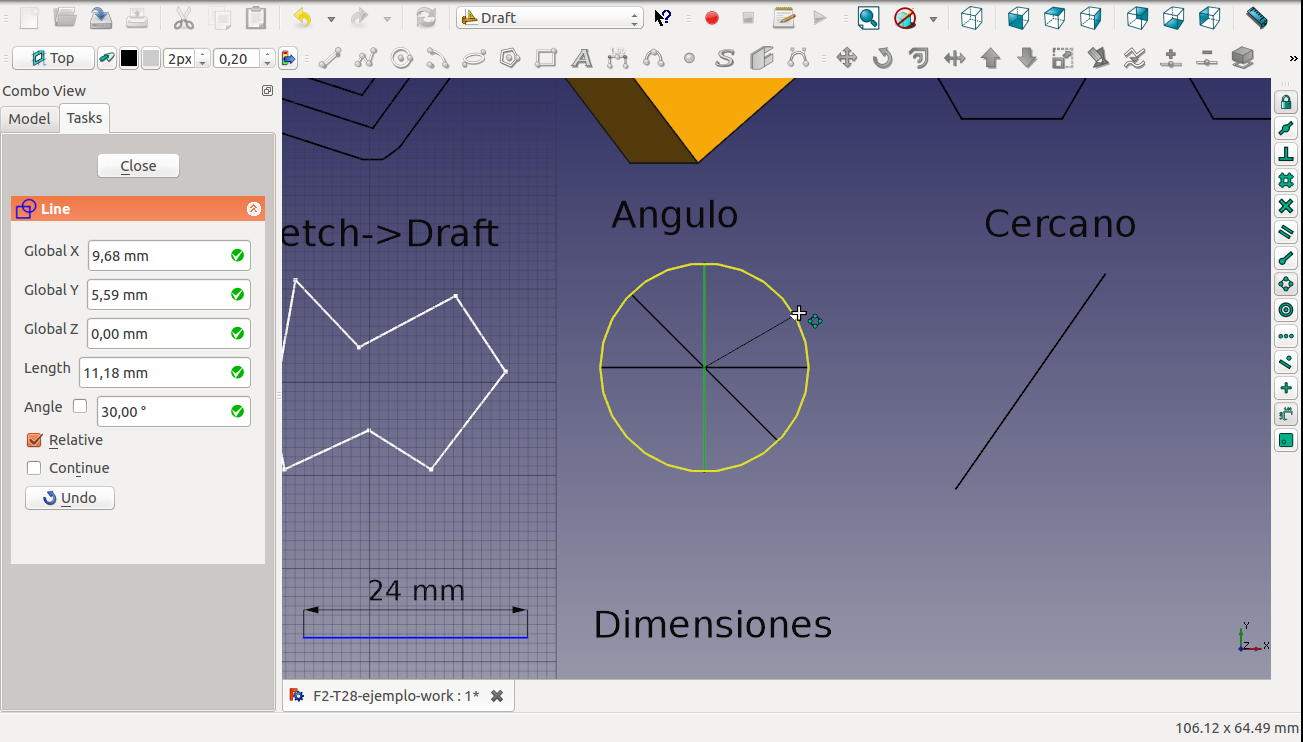 Draft
Top
2px
0,20
Combo View
Model
Tasks
Close
Line
Global X
9,68 mm
Global Y
5,59 mm
Global Z
0,00 mm
Length
11,18 mm
Angle
30,00 °
Relative
Continue
Undo
etch->Draft
Angulo
Cercano
24 mm
Dimensiones
Y
Z
X
F2-T28-ejemplo-work : 1*
106.12 x 64.49 mm